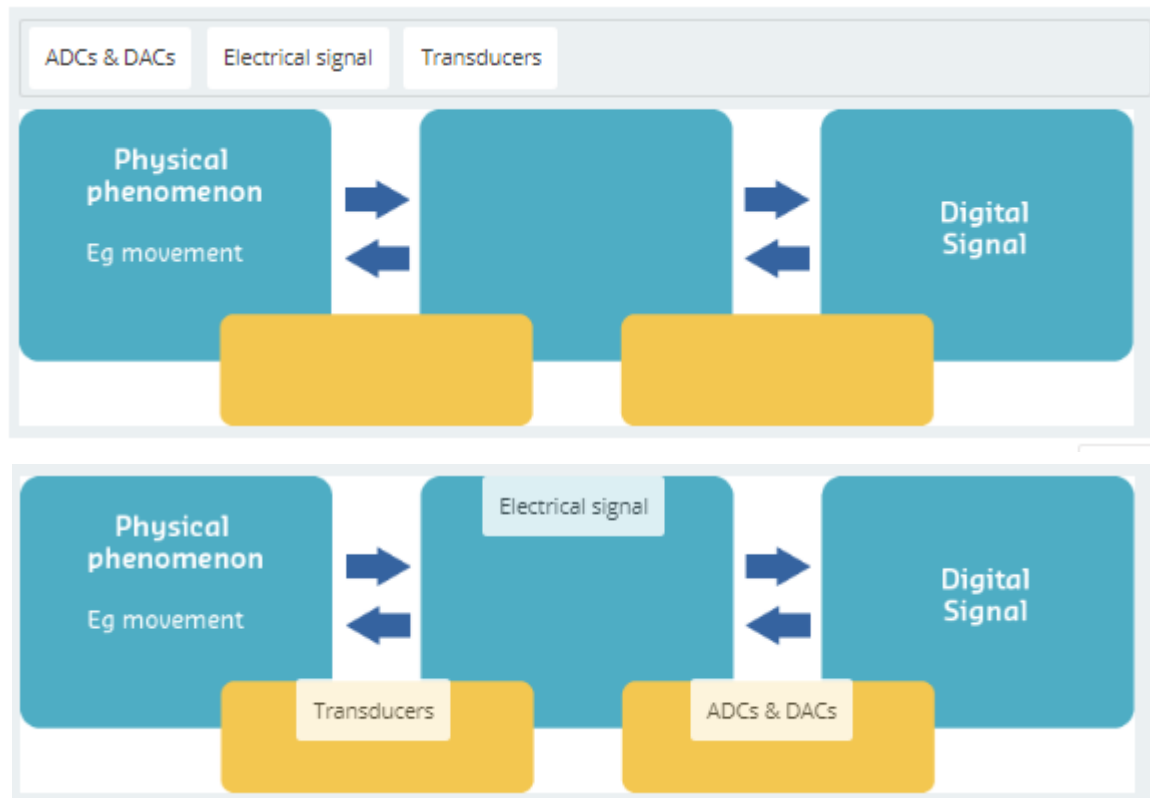 ADCs & DACs
Electrical signal
Transducers
Physical
phenomenon
Eg movement
Digital
Signal
Electrical signal
Physical
phenomenon
Eg movement
Digital
Signal
Transducers
ADCs & DACs